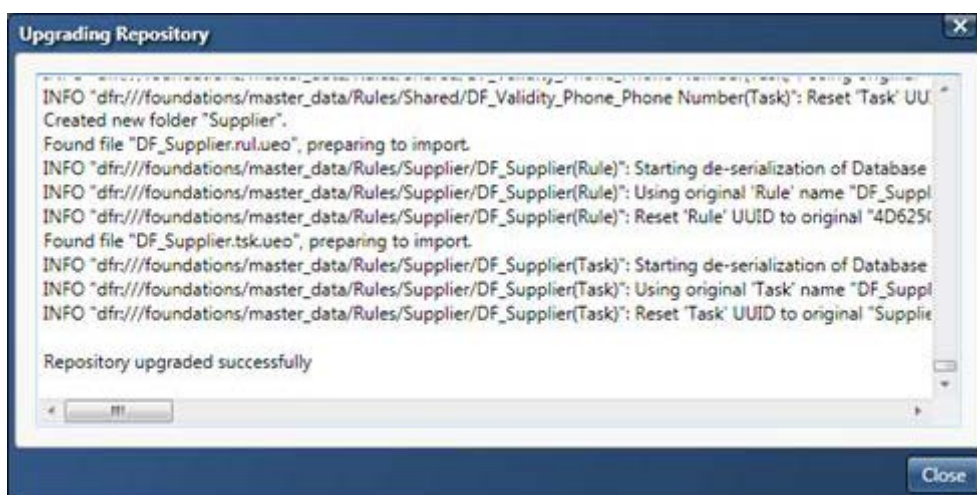 Upgrading Repository
INFO "dfr:///foundations/master_data/Rules/Shared/DF_Validity_Phone_Phone Number(Task)": Reset 'Task' UU
Created new folder "Supplier".
Found file "DF_Supplier.rul.ueo", preparing to import.
INFO "dfr:///foundations/master_data/Rules/Supplier/DF_Supplier(Rule)": Starting de-serialization of Database
INFO "dfr:///foundations/master_data/Rules/Supplier/DF_Supplier(Rule)": Using original 'Rule' name "DF_Suppl
INFO "dfr:///foundations/master_data/Rules/Supplier/DF_Supplier(Rule)": Reset 'Rule' UUID to original "4D625
Found file "DF_Supplier.tsk.ueo", preparing to import.
INFO "dfr:///foundations/master_data/Rules/Supplier/DF_Supplier(Task)": Starting de-serialization of Database
INFO "dfr:///foundations/master_data/Rules/Supplier/DF_Supplier(Task)": Using original 'Task' name "DF_Suppl
INFO "dfr:///foundations/master_data/Rules/Supplier/DF_Supplier(Task)": Reset 'Task' UUID to original "Supplie
Repository upgraded successfully
Close